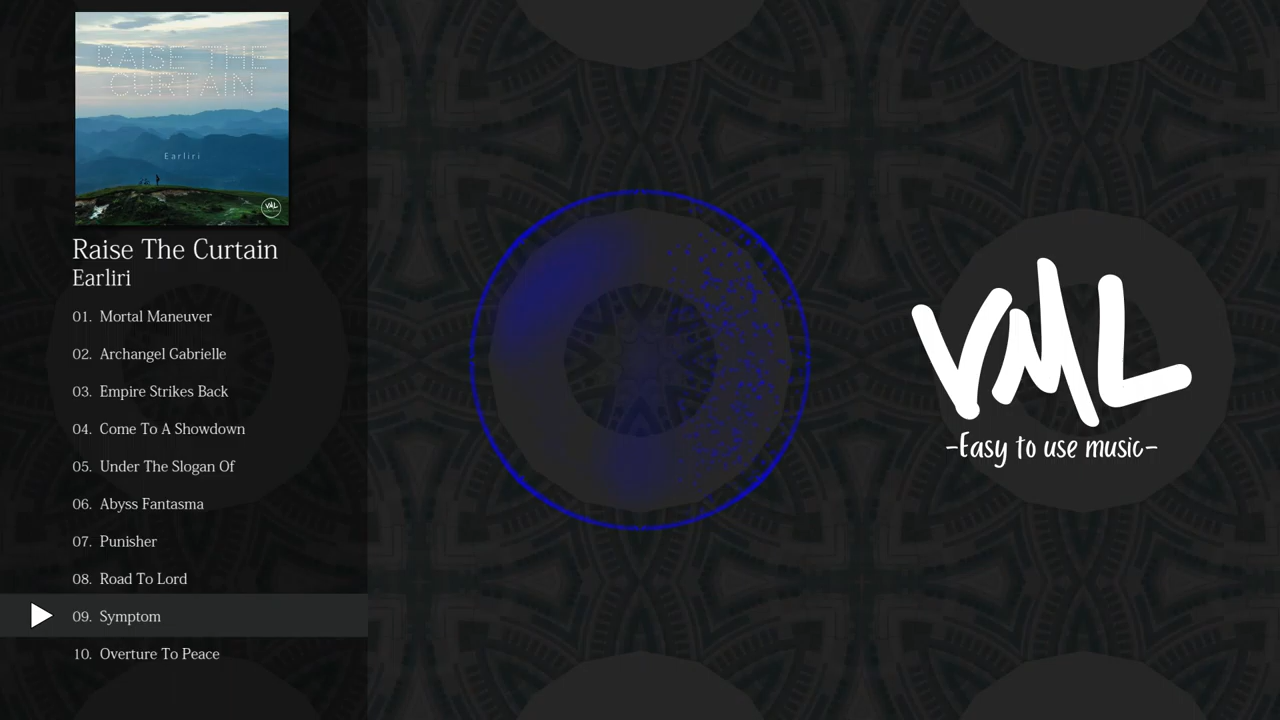 RAISE THE
CURTAIN
Earliri
VML
Raise The Curtain
Earliri
01. Mortal Maneuver
02. Archangel Gabrielle
03. Empire Strikes Back
04. Come To A Showdown
05. Under The Slogan Of
06. Abyss Fantasma
07. Punisher
08. Road To Lord
09. Symptom
10. Overture To Peace
VML
-Easy to use music-